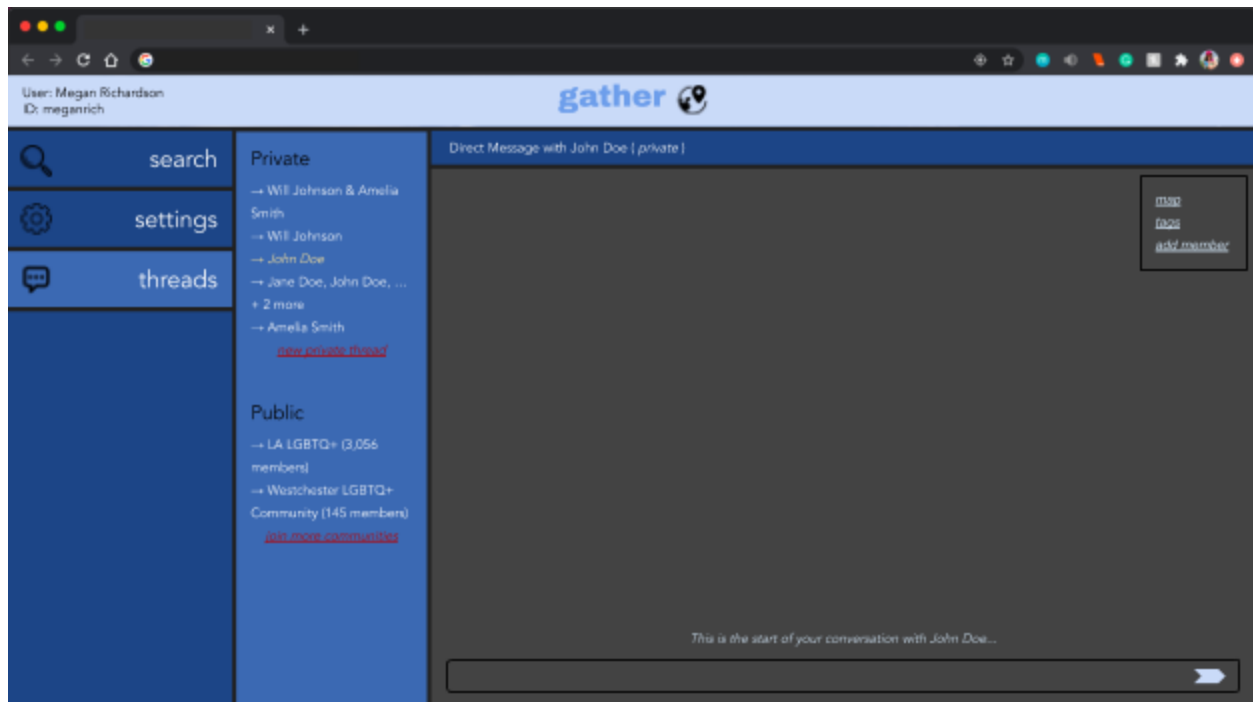 User: Megan Richardson
ID: meganrich
gather
search
settings
threads
Private
→ Will Johnson & Amelia
Smith
→ Will Johnson
→ John Doe
→ Jane Doe, John Doe, ...
+ 2 more
→ Amelia Smith
new private thread
Public
→ LA LGBTQ+ (3,056
members)
→ Westchester LGBTQ+
Community (145 members)
join more communities
Direct Message with John Doe ( private )
map
tags
add member
This is the start of your conversation with John Doe...